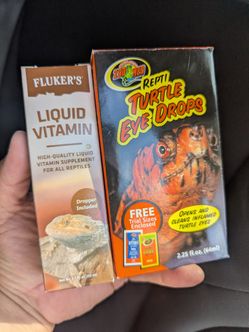 FLUKER'S
LIQUID
VITAMIN
HIGH-QUALITY LIQUID
VITAMIN SUPPLEMENT
FOR ALL REPTILES
Dropper
Included
ZOO MED
REPTI
TURTLE
EYE DROPS
FREE
Trial Sizes
Enclosed!
OPENS AND
CLEANS INFLAMED
TURTLE EYES!
2.25 fl. oz. (66ml)